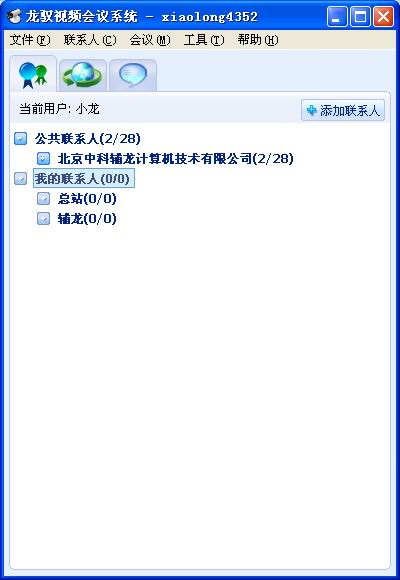 龙驭视频会议系统 - xiaolong4352
文件(F) 联系人(C) 会议(M) 工具(T) 帮助(H)
当前用户: 小龙
添加联系人
公共联系人(2/28)
北京中科辅龙计算机技术有限公司(2/28)
我的联系人(0/0)
总站(0/0)
辅龙(0/0)